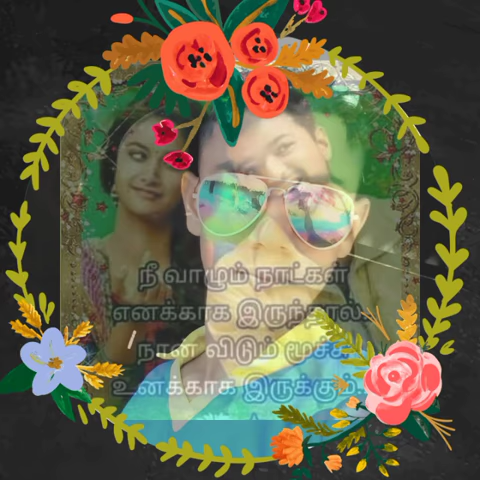 நீ வாழும் நாட்கள்
எனக்காக இருந்தால்
நான் விடும் மூச்சு
உனக்காக இருக்கும்